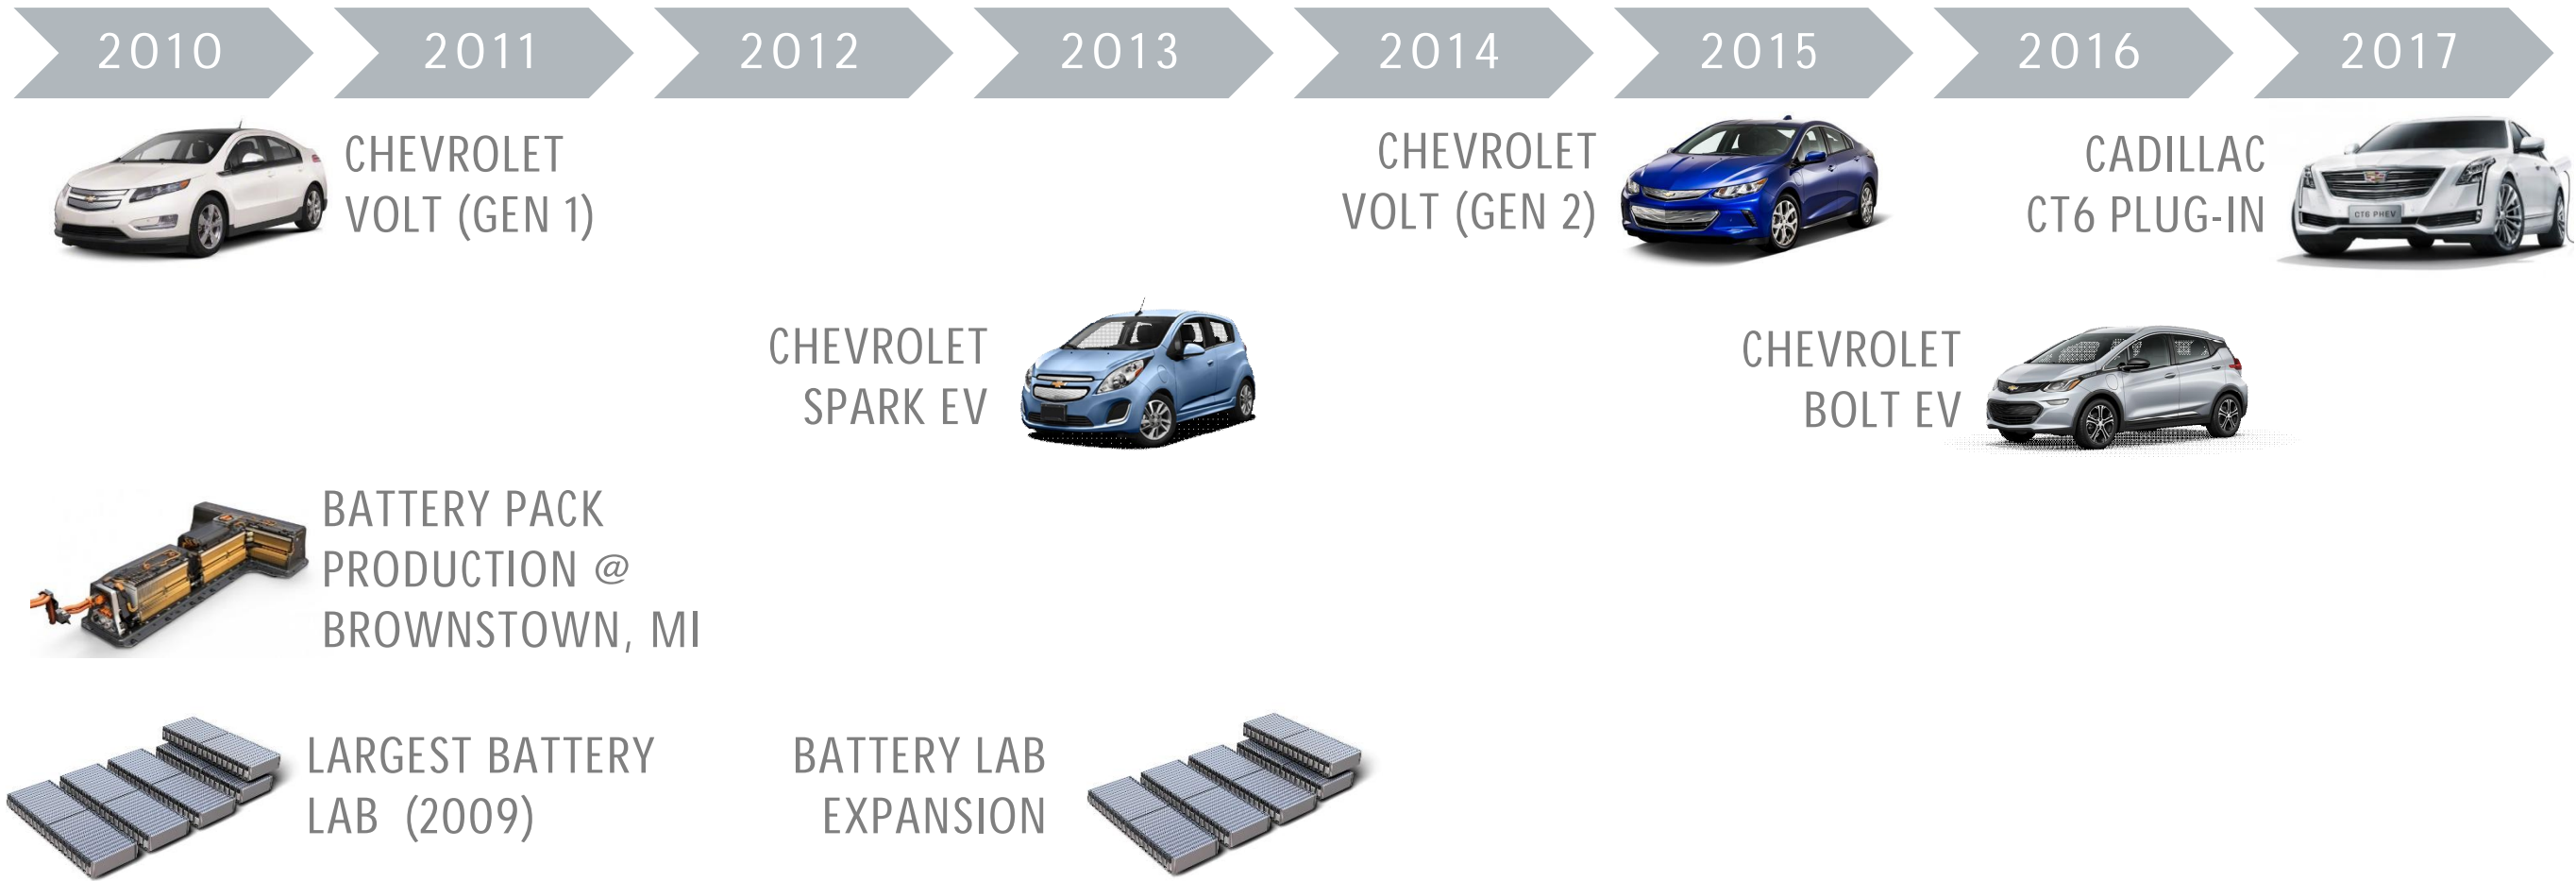 2010 2011 2012 2013 2014 2015 2016 2017
CHEVROLET
VOLT (GEN 1)
CHEVROLET
VOLT (GEN 2)
CADILLAC
CT6 PLUG-IN
CT6 PHEV
CHEVROLET
SPARK EV
CHEVROLET
BOLT EV
BATTERY PACK
PRODUCTION @
BROWNSTOWN, MI
LARGEST BATTERY
LAB (2009)
BATTERY LAB
EXPANSION